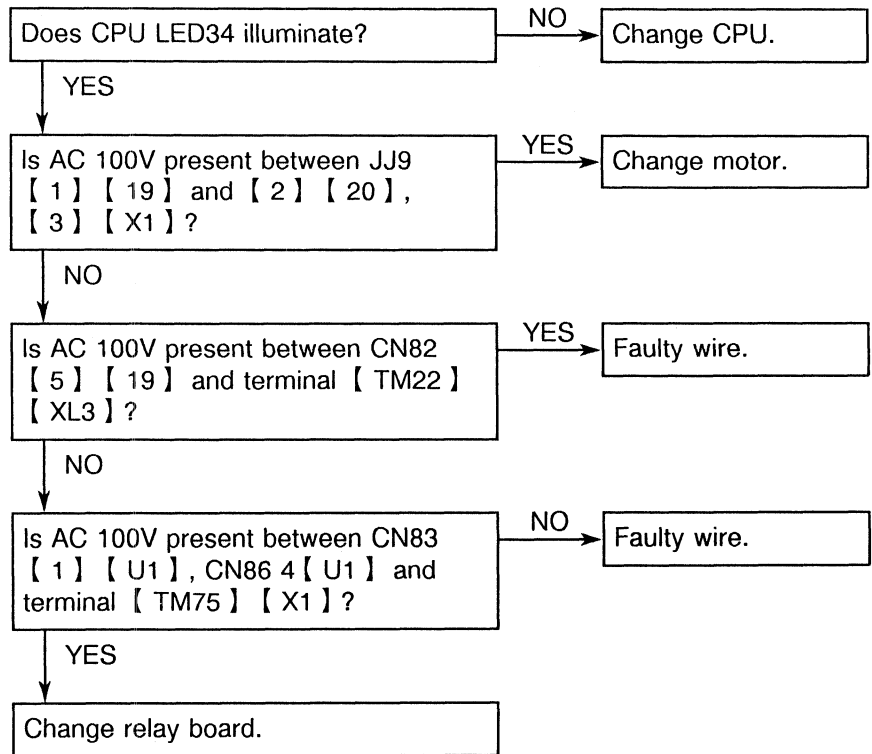 Does CPU LED34 illuminate?
NO
Change CPU.
YES
Is AC 100V present between JJ9
【 1 】 【 19 】 and 【 2 】 【 20 】 ,
【 3 】 【 X1 】 ?
YES
Change motor.
NO
Is AC 100V present between CN82
【 5 】 【 19 】 and terminal 【 TM22 】
【 XL3 】 ?
YES
Faulty wire.
NO
Is AC 100V present between CN83
【 1 】 【 U1 】 , CN86 4【 U1 】 and
terminal 【 TM75 】 【 X1 】 ?
NO
Faulty wire.
YES
Change relay board.